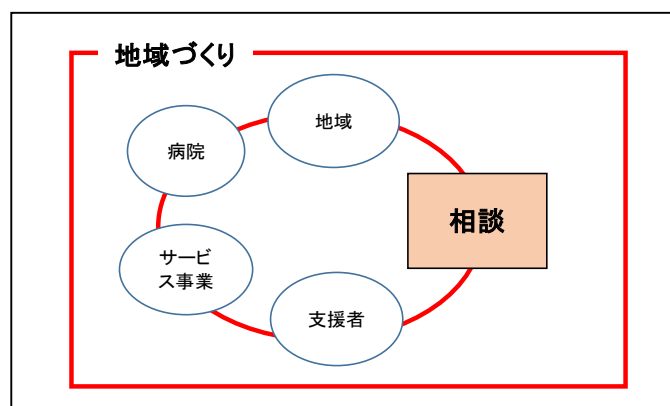 地域づくり
地域
病院
相談
サービ
ス事業
支援者